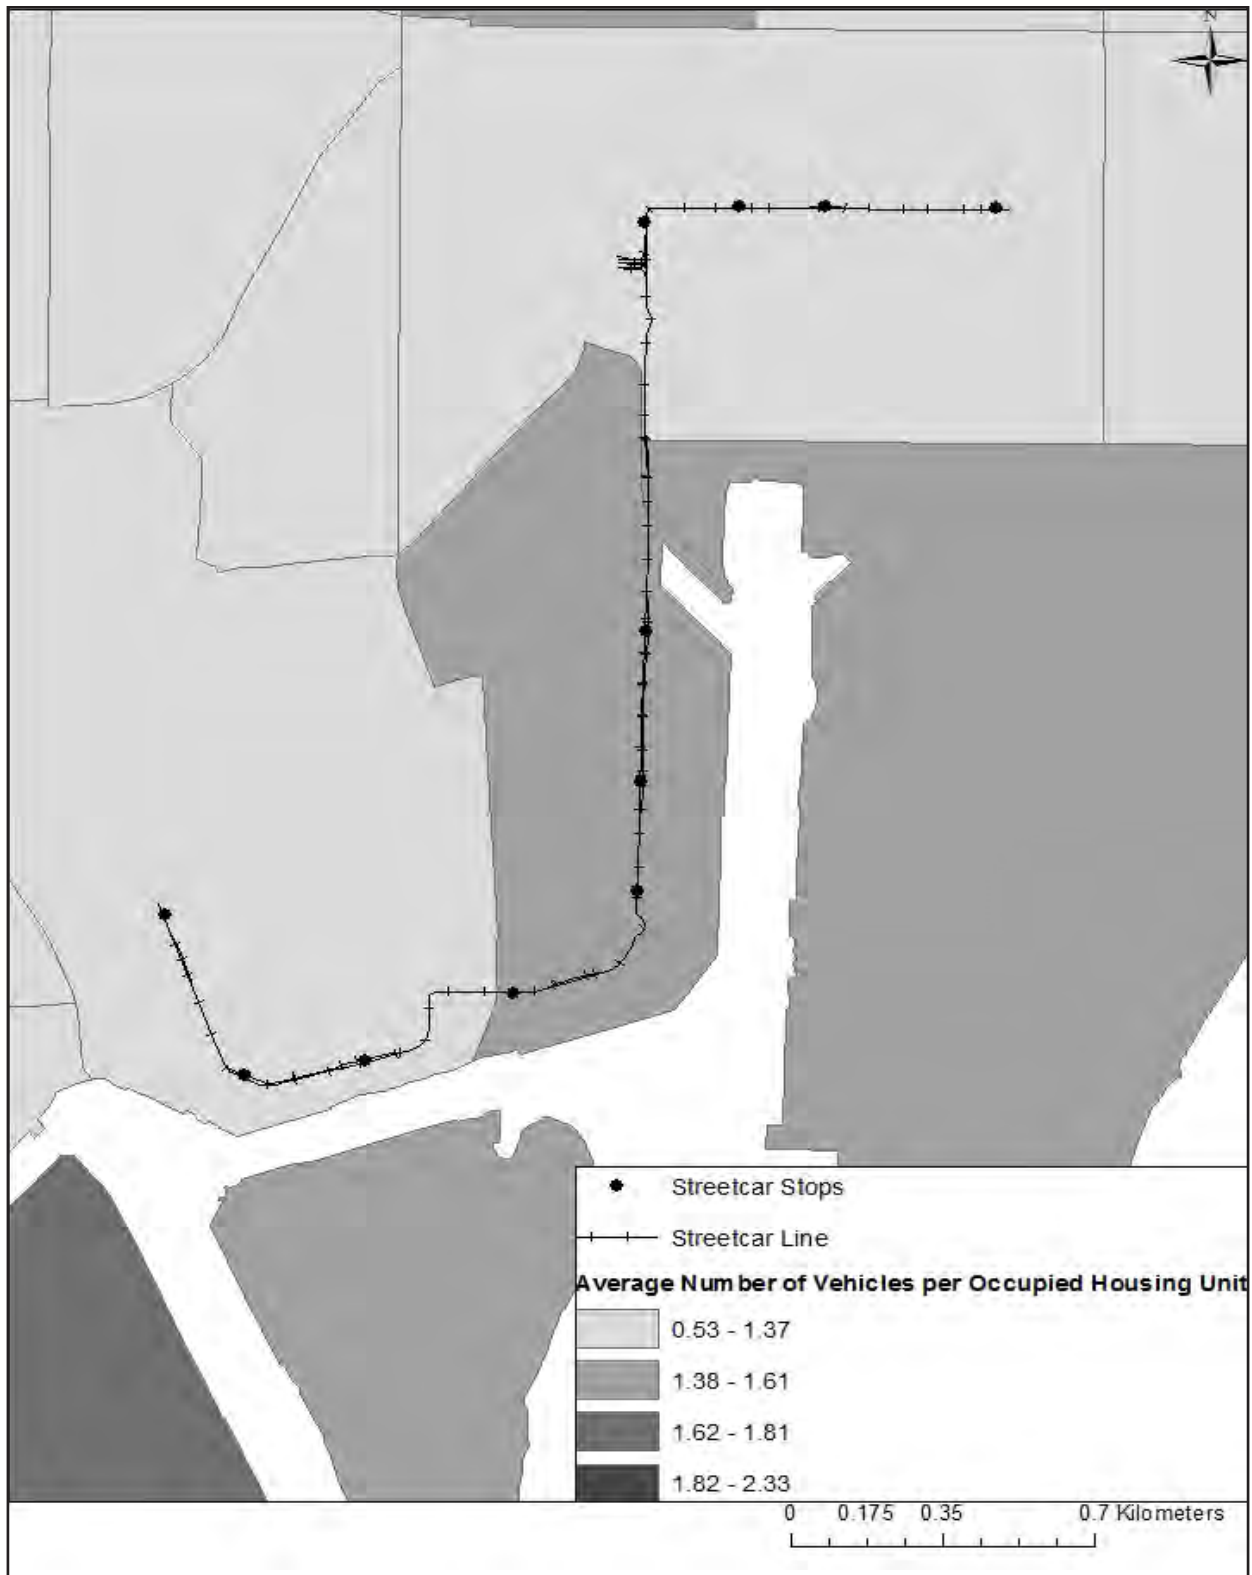 N
Streetcar Stops
Streetcar Line
Average Number of Vehicles per Occupied Housing Unit
0.53 - 1.37
1.38 - 1.61
1.62 - 1.81
1.82 - 2.33
0 0.175 0.35 0.7 Kilometers